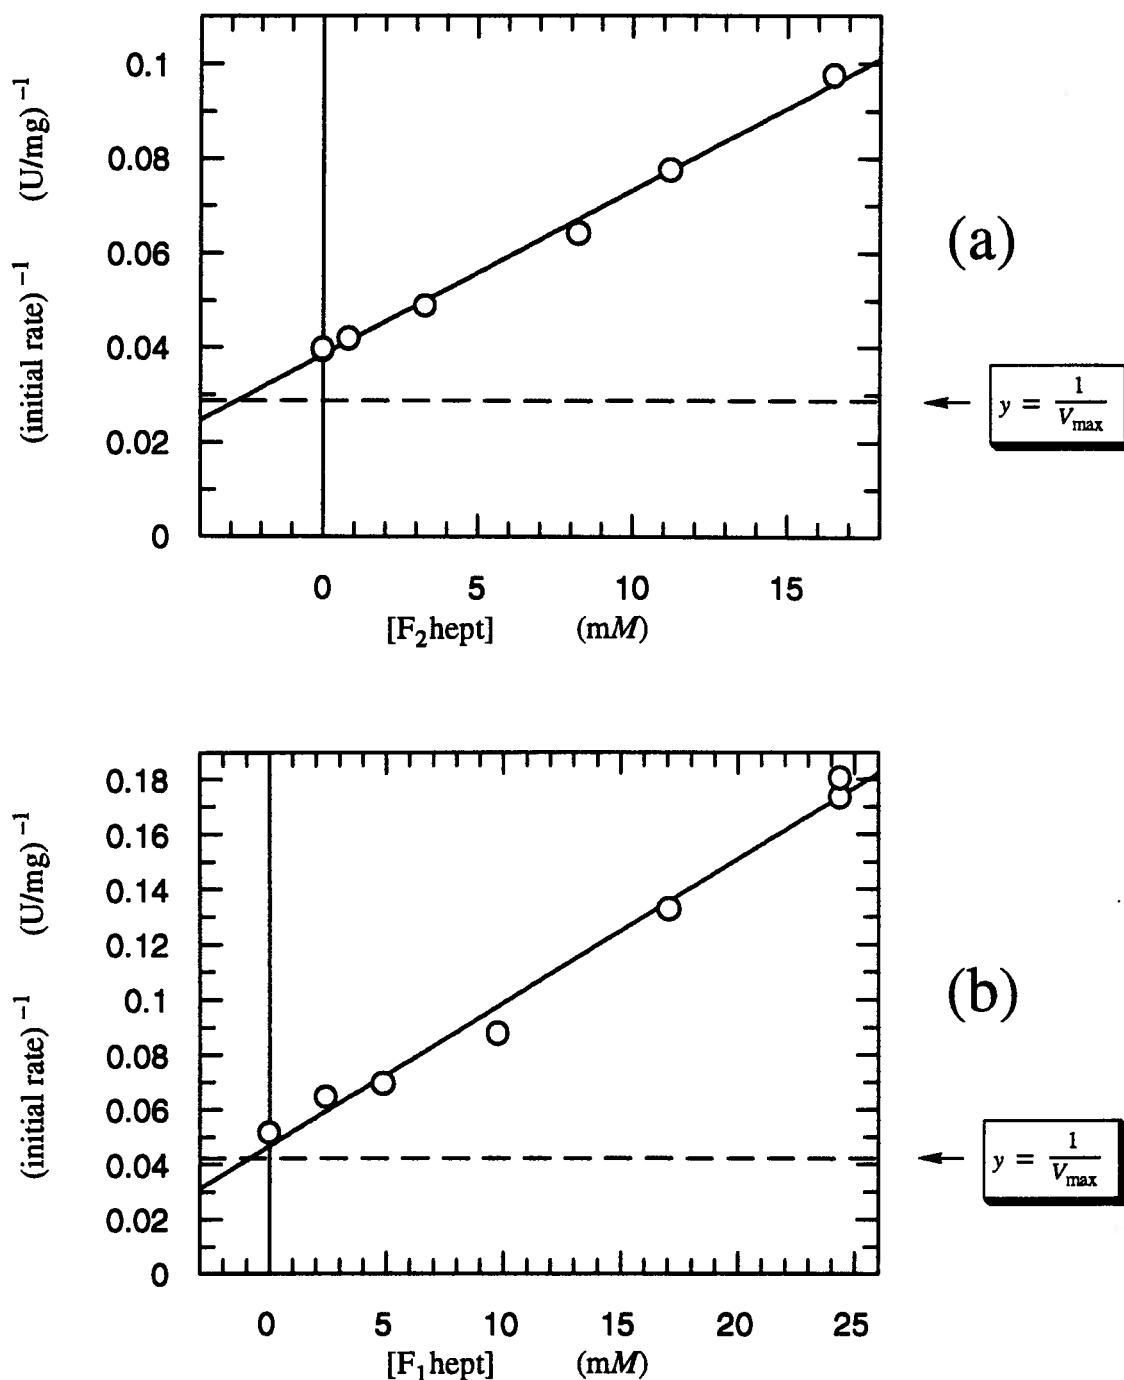 (initial rate)⁻¹ (U/mg)⁻¹
0.1
0.08
0.06
0.04
0.02
0
0 5 10 15
[F₂hept] (mM)
(a)
y = 1/Vmax
(initial rate)⁻¹ (U/mg)⁻¹
0.18
0.16
0.14
0.12
0.1
0.08
0.06
0.04
0.02
0
0 5 10 15 20 25
[F₁hept] (mM)
(b)
y = 1/Vmax